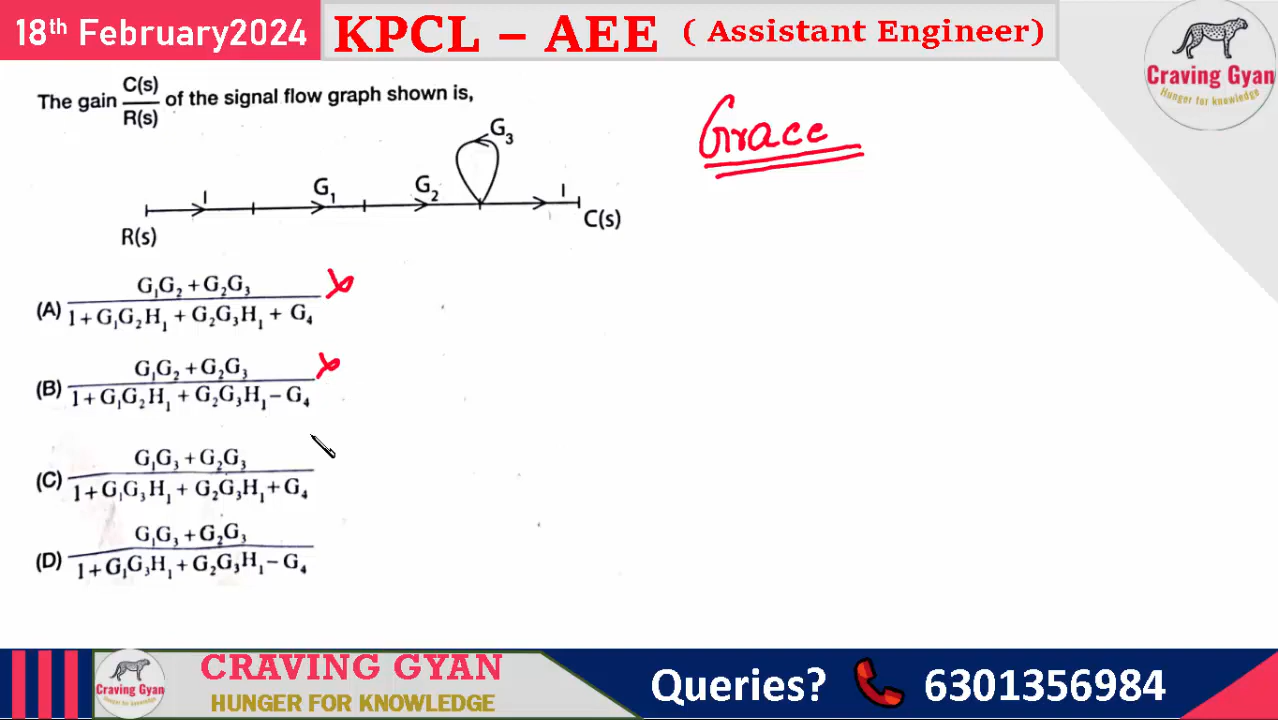 18th February2024
KPCL – AEE ( Assistant Engineer)
Craving Gyan
Hunger for knowledge
The gain C(s)/R(s) of the signal flow graph shown is,
Grace
G₃
1 G₁ G₂ 1
R(s) C(s)
(A) G₁G₂ + G₂G₃ / 1 + G₁G₂H₁ + G₂G₃H₁ + G₄
(B) G₁G₂ + G₂G₃ / 1 + G₁G₂H₁ + G₂G₃H₁ – G₄
(C) G₁G₃ + G₂G₃ / 1 + G₁G₃H₁ + G₂G₃H₁ + G₄
(D) G₁G₃ + G₂G₃ / 1 + G₁G₃H₁ + G₂G₃H₁ – G₄
Craving Gyan
Hunger for knowledge
CRAVING GYAN
HUNGER FOR KNOWLEDGE
Queries? 6301356984